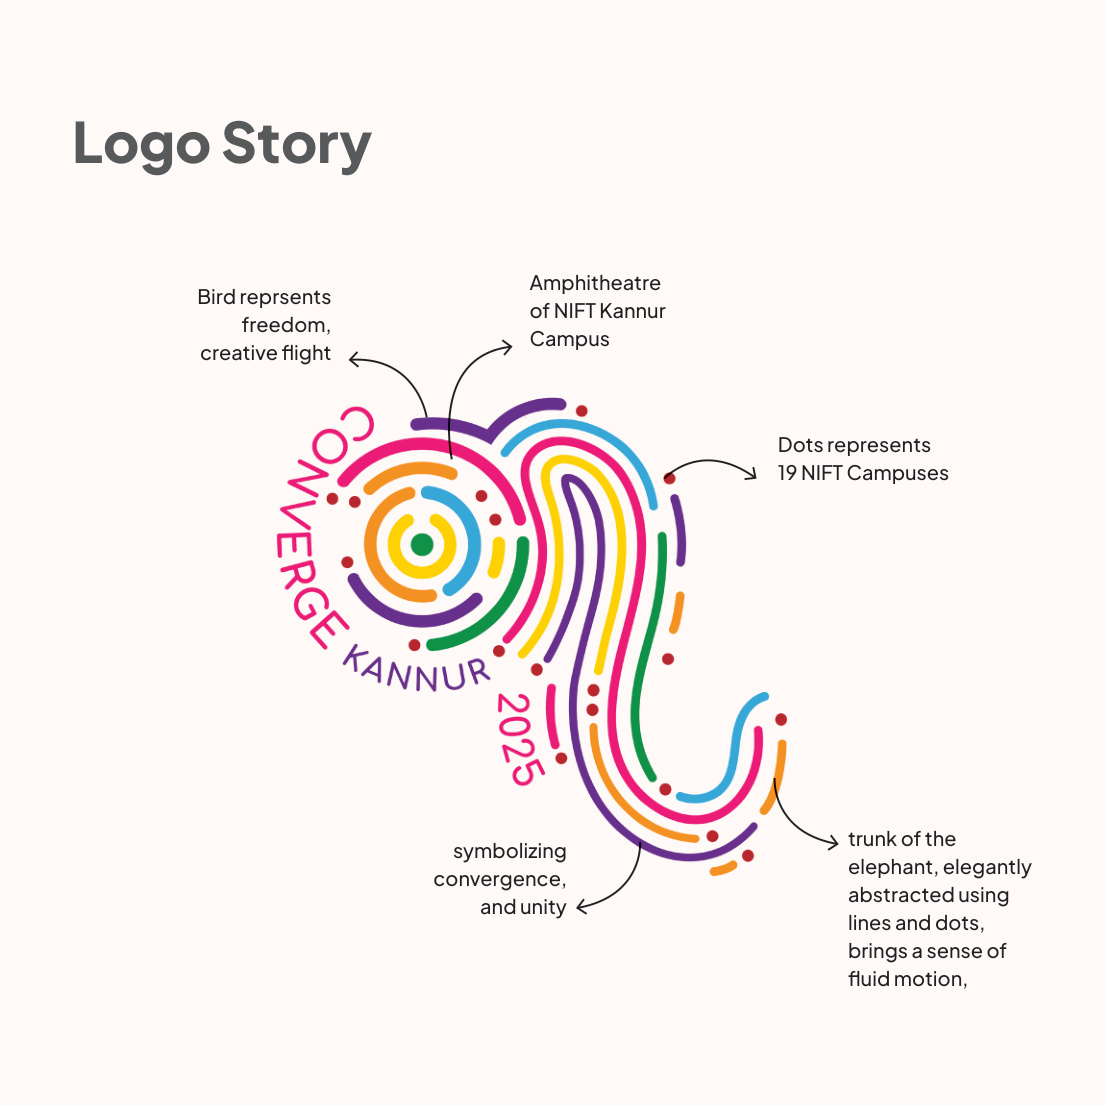 Logo Story
Bird reprsents
freedom,
creative flight
Amphitheatre
of NIFT Kannur
Campus
Dots represents
19 NIFT Campuses
CONVERGE
KANNUR
2025
symbolizing
convergence,
and unity
trunk of the
elephant, elegantly
abstracted using
lines and dots,
brings a sense of
fluid motion,